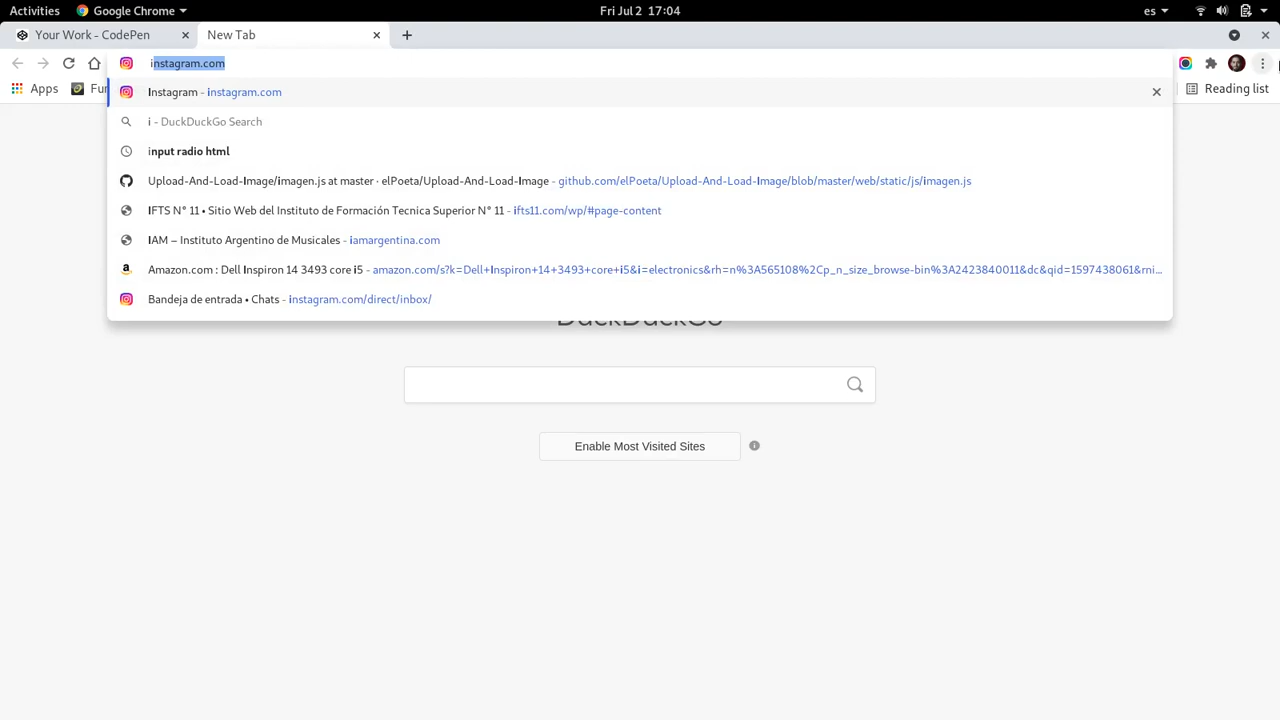 Activities Google Chrome Fri Jul 2 17:04 es
Your Work - CodePen New Tab
instagram.com
Apps Reading list
Instagram - instagram.com
i - DuckDuckGo Search
input radio html
Upload-And-Load-Image/imagen.js at master · elPoeta/Upload-And-Load-Image - github.com/elPoeta/Upload-And-Load-Image/blob/master/web/static/js/imagen.js
IFTS N° 11 • Sitio Web del Instituto de Formación Tecnica Superior N° 11 - ifts11.com/wp/#page-content
IAM – Instituto Argentino de Musicales - iamargentina.com
Amazon.com : Dell Inspiron 14 3493 core i5 - amazon.com/s?k=Dell+Inspiron+14+3493+core+i5&i=electronics&rh=n%3A565108%2Cp_n_size_browse-bin%3A2423840011&dc&qid=1597438061&rni...
Bandeja de entrada • Chats - instagram.com/direct/inbox/
DuckDuckGo
Enable Most Visited Sites